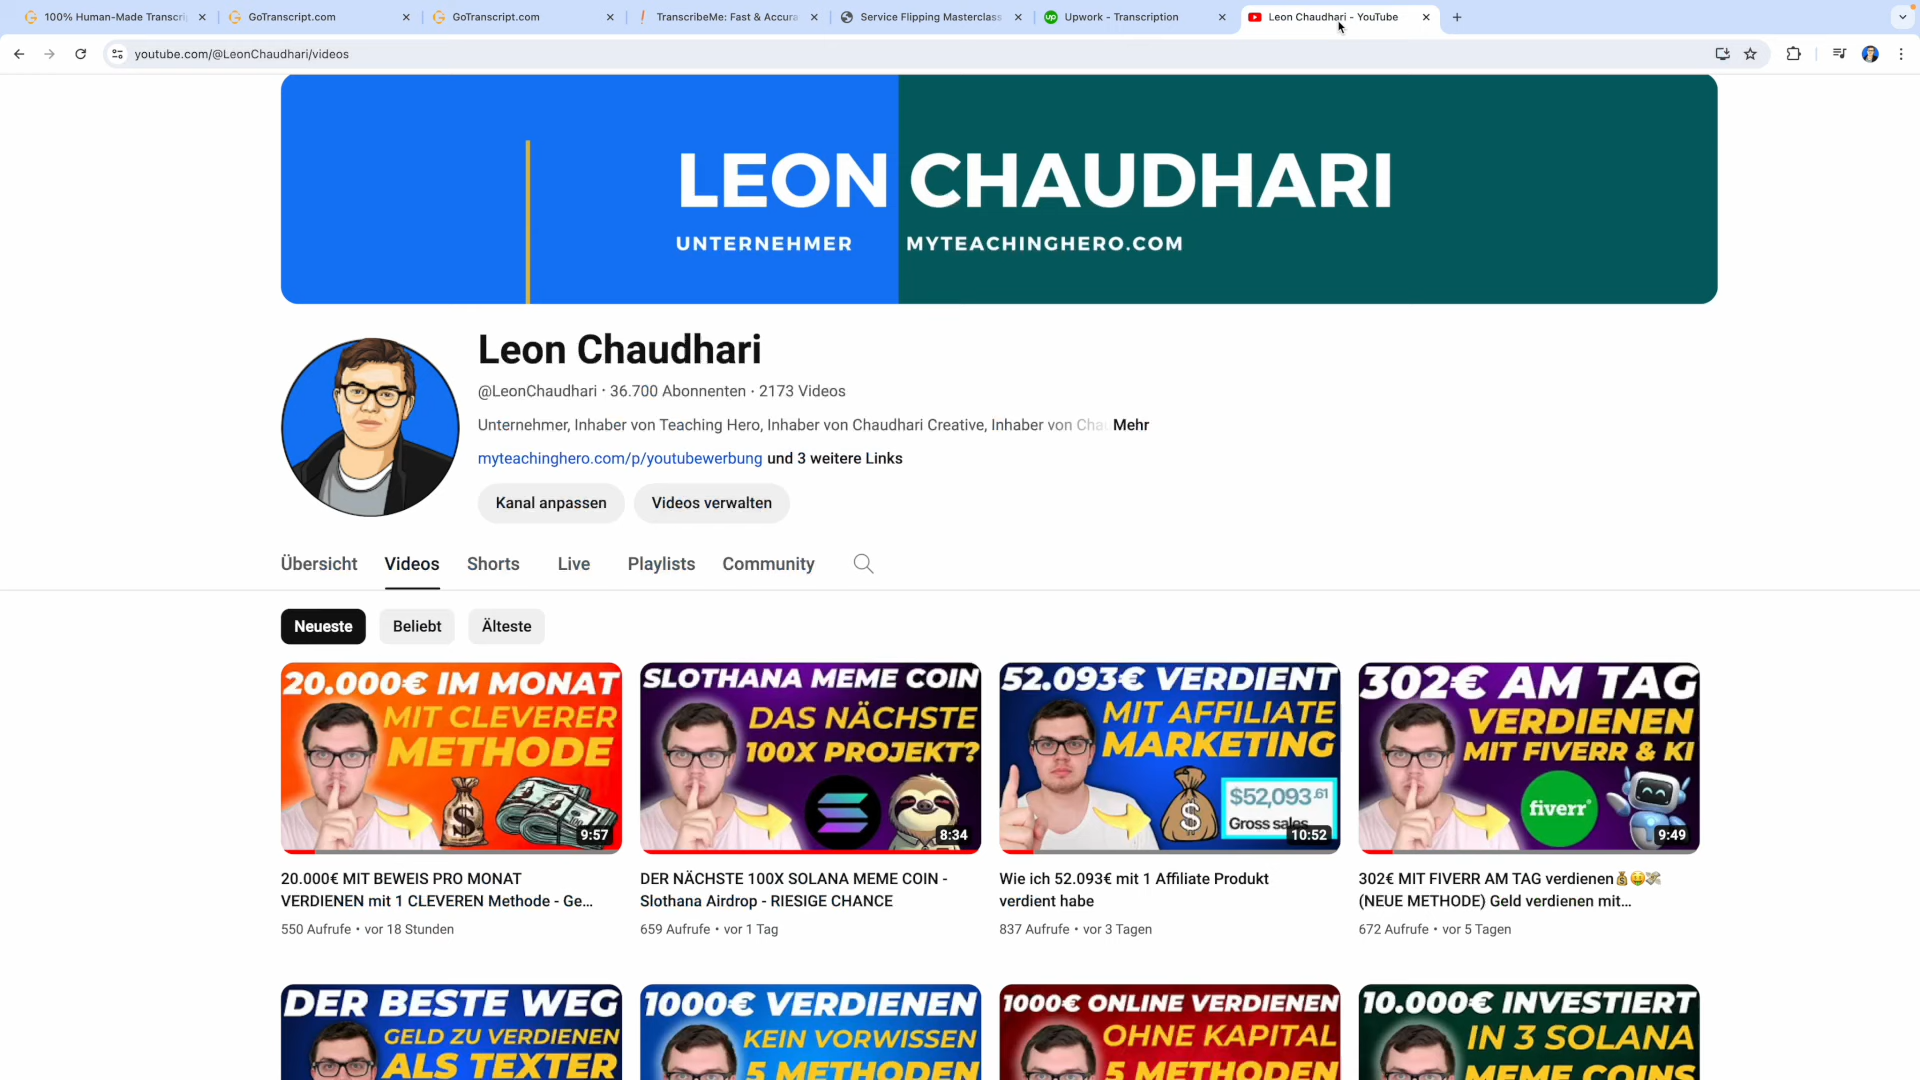 100% Human-Made Transcri
GoTranscript.com
GoTranscript.com
TranscribeMe: Fast & Accura
Service Flipping Masterclass
Upwork - Transcription
Leon Chaudhari - YouTube
youtube.com/@LeonChaudhari/videos
LEON CHAUDHARI
UNTERNEHMER MYTEACHINGHERO.COM
Leon Chaudhari
@LeonChaudhari · 36.700 Abonnenten · 2173 Videos
Unternehmer, Inhaber von Teaching Hero, Inhaber von Chaudhari Creative, Inhaber von Cha Mehr
myteachinghero.com/p/youtubewerbung und 3 weitere Links
Kanal anpassen Videos verwalten
Übersicht Videos Shorts Live Playlists Community
Neueste Beliebt Älteste
20.000€ IM MONAT
MIT CLEVERER
METHODE
9:57
SLOTHANA MEME COIN
DAS NÄCHSTE
100X PROJEKT?
8:34
52.093€ VERDIENT
MIT AFFILIATE
MARKETING
$52,093.61
Gross sales
10:52
302€ AM TAG
VERDIENEN
MIT FIVERR & KI
fiverr
9:49
20.000€ MIT BEWEIS PRO MONAT
VERDIENEN mit 1 CLEVEREN Methode - Ge...
550 Aufrufe • vor 18 Stunden
DER NÄCHSTE 100X SOLANA MEME COIN -
Slothana Airdrop - RIESIGE CHANCE
659 Aufrufe • vor 1 Tag
Wie ich 52.093€ mit 1 Affiliate Produkt
verdient habe
837 Aufrufe • vor 3 Tagen
302€ MIT FIVERR AM TAG verdienen💰🤑💸
(NEUE METHODE) Geld verdienen mit...
672 Aufrufe • vor 5 Tagen
DER BESTE WEG
GELD ZU VERDIENEN
ALS TEXTER
1000€ VERDIENEN
KEIN VORWISSEN
5 METHODEN
1000€ ONLINE VERDIENEN
OHNE KAPITAL
5 METHODEN
10.000€ INVESTIERT
IN 3 SOLANA
MEME COINS